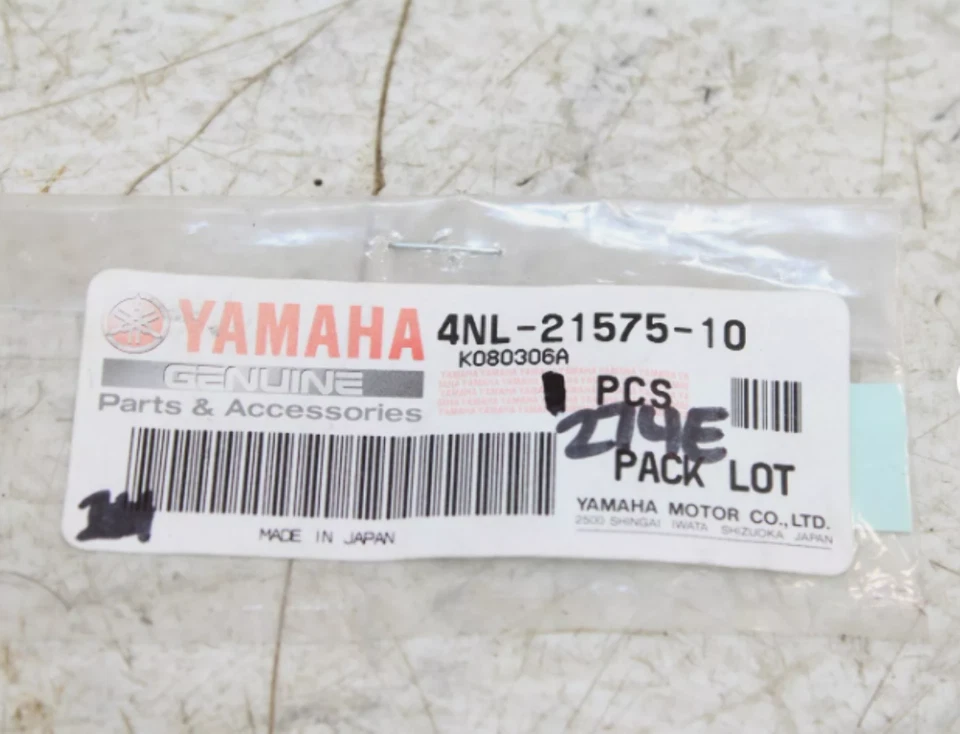 YAMAHA 4NL-21575-10
K080306A
GENUINE
Parts & Accessories
PCS
274E
PACK LOT
YAMAHA MOTOR CO.,LTD.
2500 SHINGAI IWATA SHIZUOKA JAPAN
MADE IN JAPAN